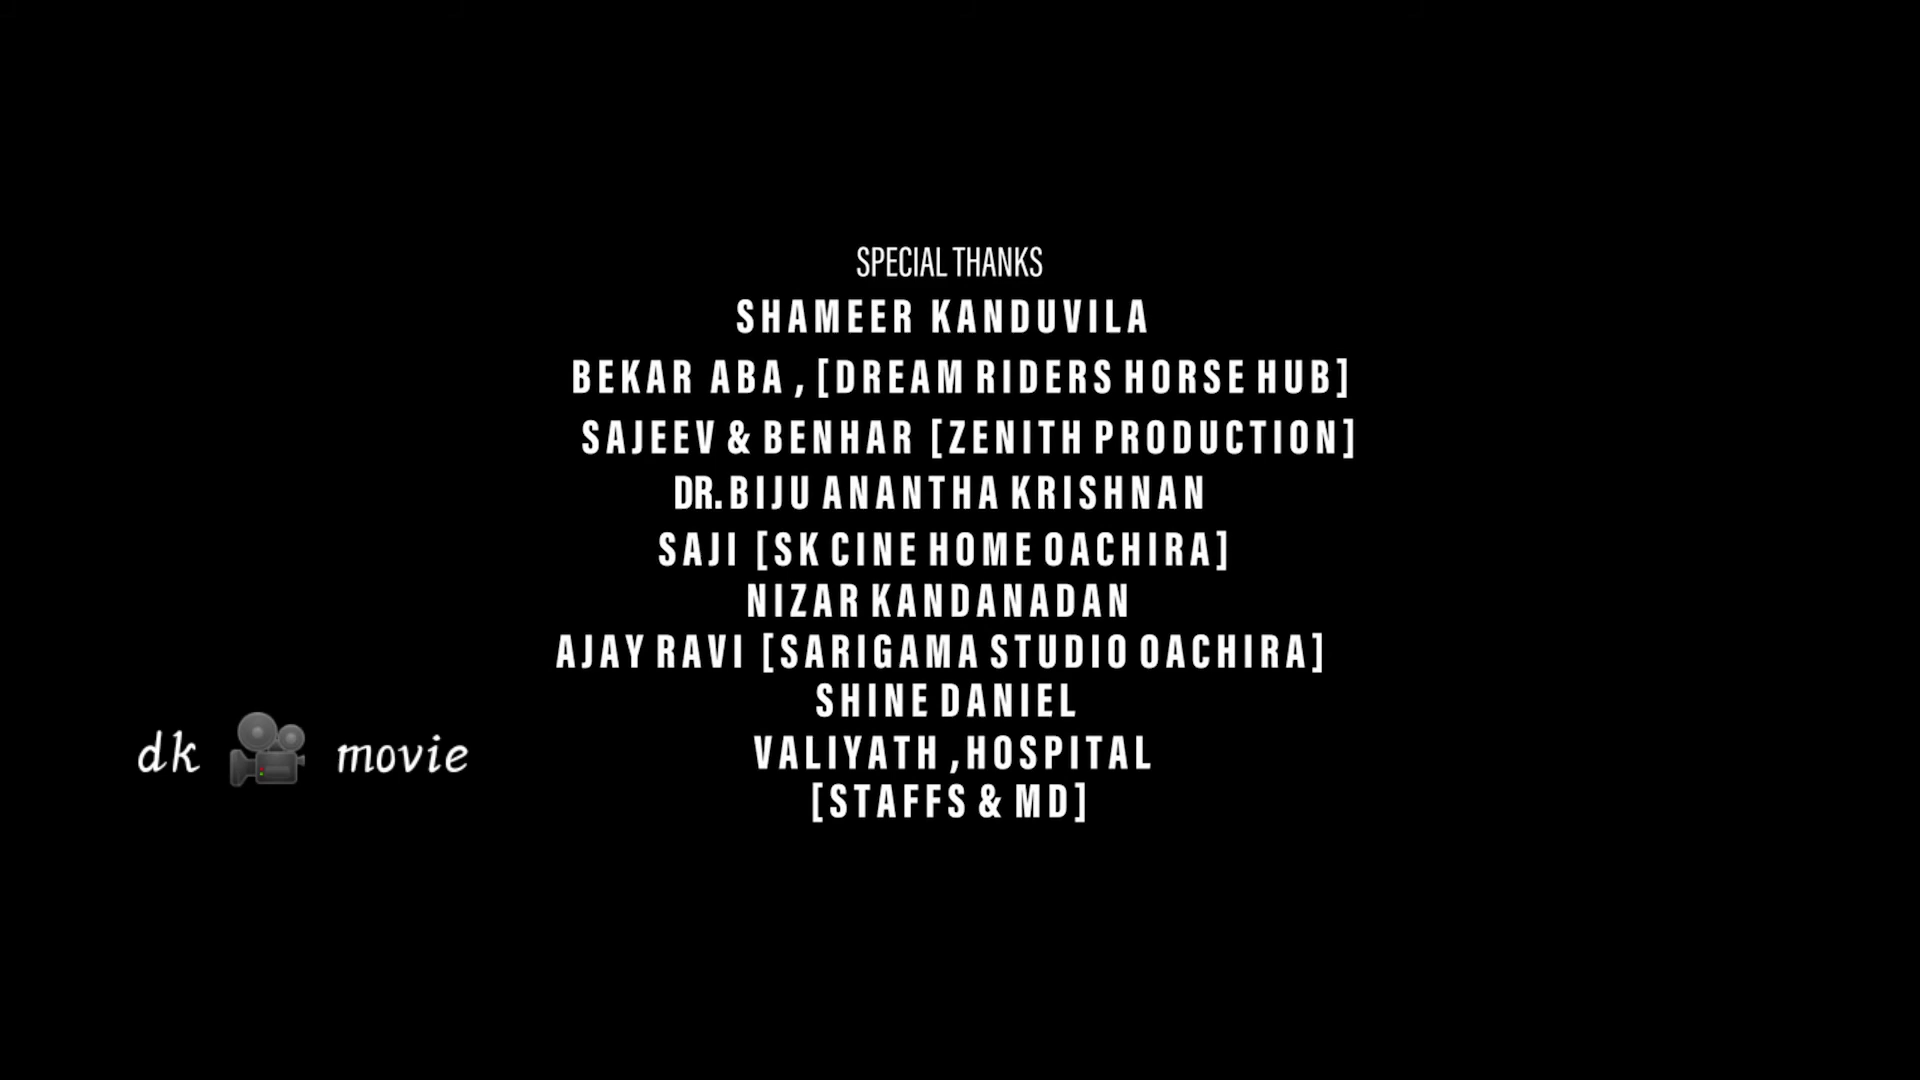 SPECIAL THANKS
SHAMEER KANDUVILA
BEKAR ABA , [DREAM RIDERS HORSE HUB]
SAJEEV & BENHAR [ZENITH PRODUCTION]
DR. BIJU ANANTHA KRISHNAN
SAJI [SK CINE HOME OACHIRA]
NIZAR KANDANADAN
AJAY RAVI [SARIGAMA STUDIO OACHIRA]
SHINE DANIEL
VALIYATH ,HOSPITAL
[STAFFS & MD]
dk movie